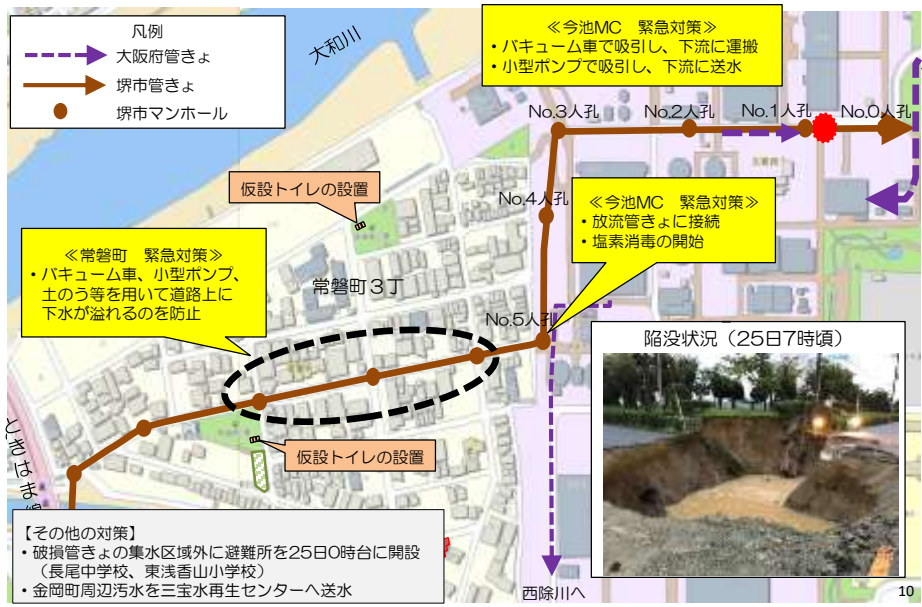 凡例
大阪府管きょ
堺市管きょ
堺市マンホール
大和川
≪今池MC　緊急対策≫
・バキューム車で吸引し、下流に運搬
・小型ポンプで吸引し、下流に送水
No.3人孔
No.2人孔
No.1人孔
No.0人孔
仮設トイレの設置
No.4人孔
≪今池MC　緊急対策≫
・放流管きょに接続
・塩素消毒の開始
≪常磐町　緊急対策≫
・バキューム車、小型ポンプ、
土のう等を用いて道路上に
下水が溢れるのを防止
常磐町３丁
No.5人孔
陥没状況（25日7時頃）
ときはま線
仮設トイレの設置
【その他の対策】
・破損管きょの集水区域外に避難所を25日0時台に開設
（長尾中学校、東浅香山小学校）
・金岡町周辺汚水を三宝水再生センターへ送水
西除川へ
10